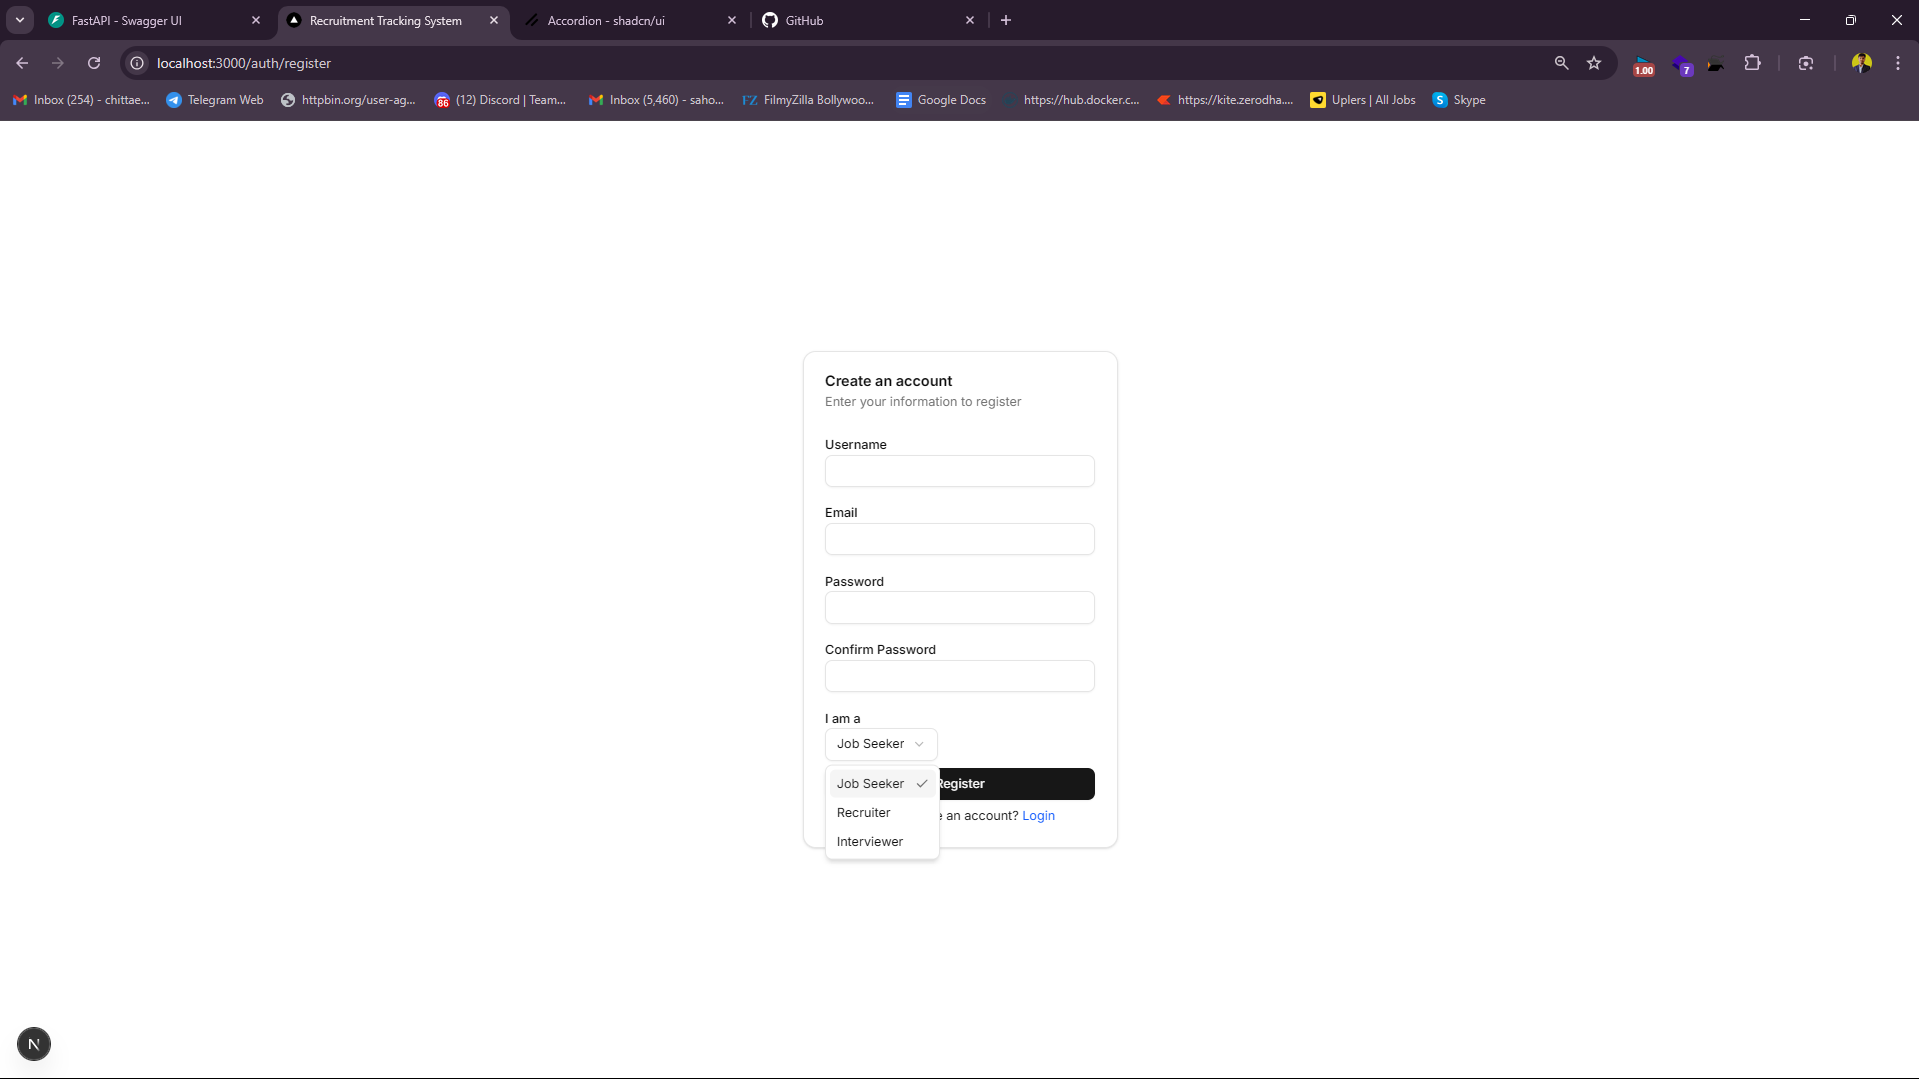 FastAPI - Swagger UI
Recruitment Tracking System
Accordion - shadcn/ui
GitHub
localhost:3000/auth/register
1.00
7
Inbox (254) - chittae...
Telegram Web
httpbin.org/user-ag...
86
(12) Discord | Team...
Inbox (5,460) - saho...
FZ
FilmyZilla Bollywoo...
Google Docs
https://hub.docker.c...
https://kite.zerodha....
Uplers | All Jobs
S
Skype
Create an account
Enter your information to register
Username
Email
Password
Confirm Password
I am a
Job Seeker
Job Seeker
Register
Recruiter
e an account? Login
Interviewer
N